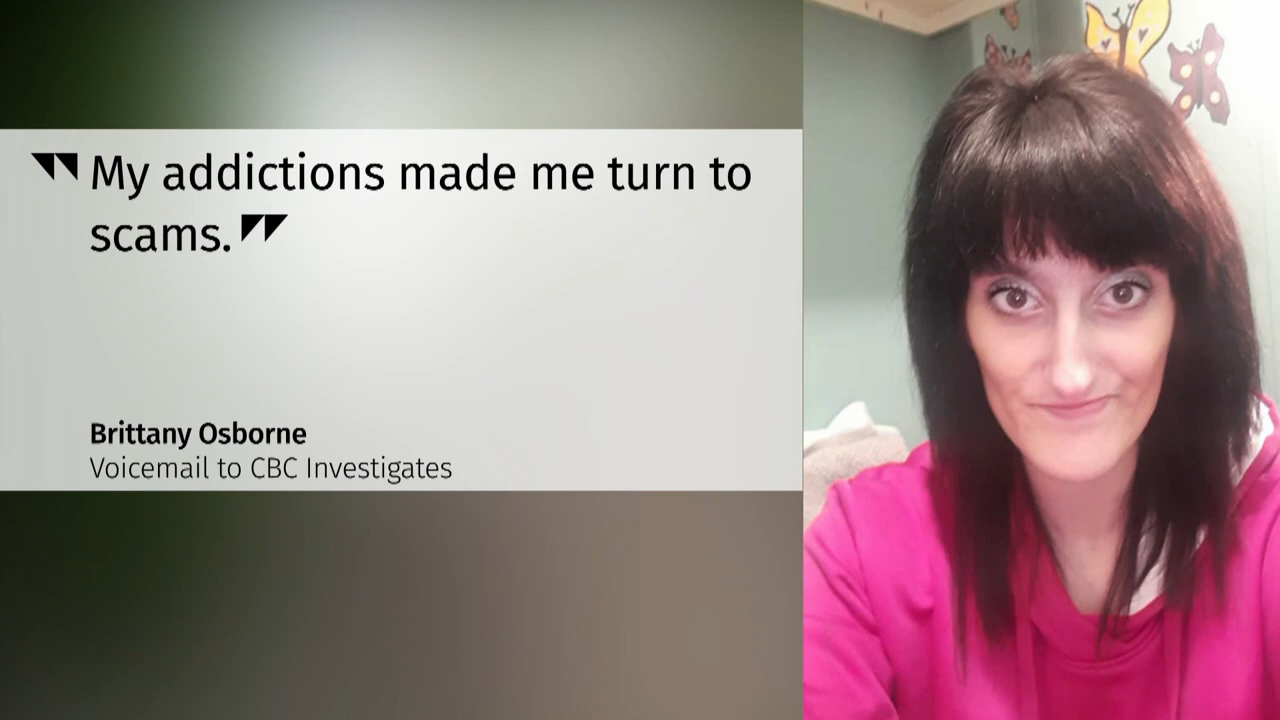 "My addictions made me turn to
scams."
Brittany Osborne
Voicemail to CBC Investigates